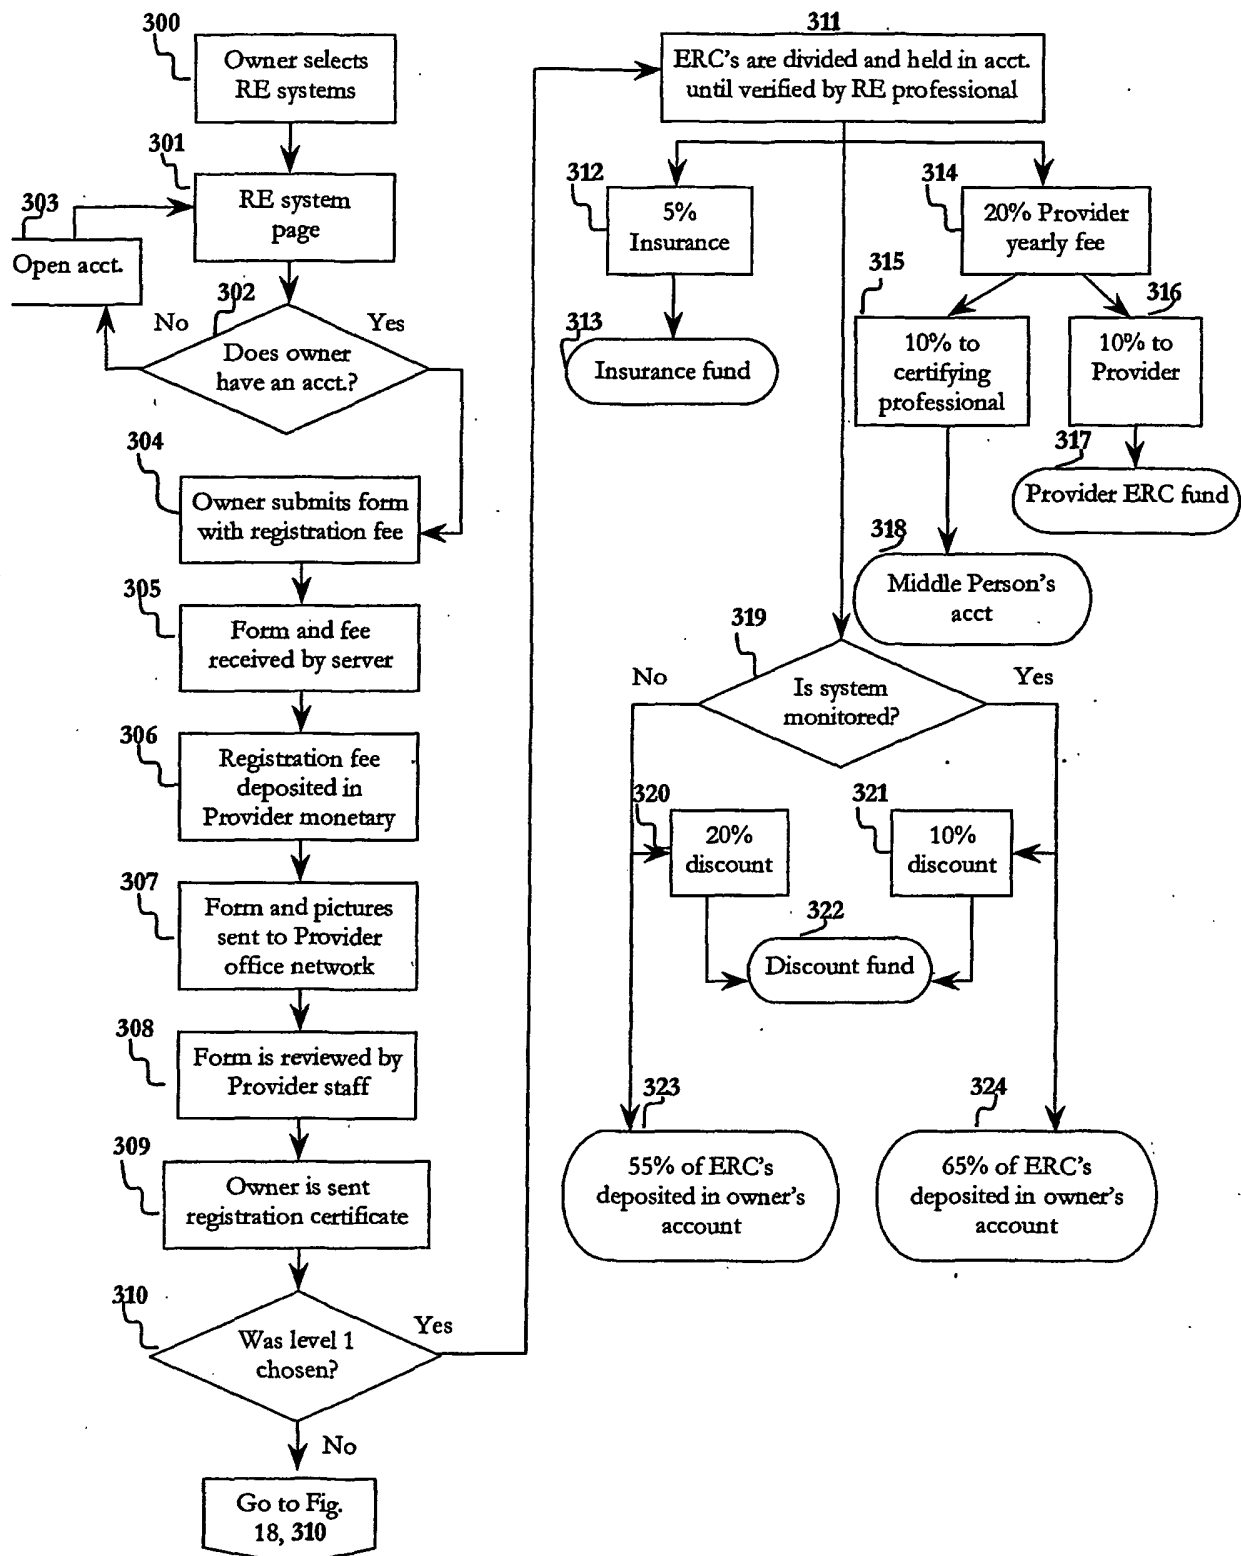 300
Owner selects
RE systems
301
RE system
page
303
Open acct.
302
No
Yes
Does owner
have an acct.?
304
Owner submits form
with registration fee
305
Form and fee
received by server
306
Registration fee
deposited in
Provider monetary
307
Form and pictures
sent to Provider
office network
308
Form is reviewed by
Provider staff
309
Owner is sent
registration certificate
310
Was level 1
chosen?
Yes
No
Go to Fig.
18, 310
311
ERC's are divided and held in acct.
until verified by RE professional
312
5%
Insurance
313
Insurance fund
314
20% Provider
yearly fee
315
10% to
certifying
professional
316
10% to
Provider
317
Provider ERC fund
318
Middle Person's
acct
319
No
Yes
Is system
monitored?
320
20%
discount
321
10%
discount
322
Discount fund
323
55% of ERC's
deposited in owner's
account
324
65% of ERC's
deposited in owner's
account